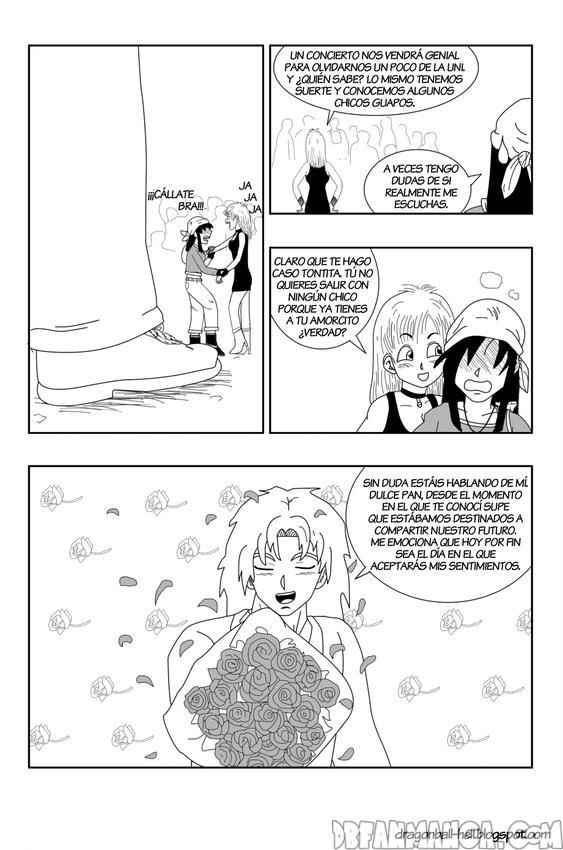 UN CONCIERTO NOS VENDRÁ GENIAL
PARA OLVIDARNOS UN POCO DE LA UNI.
Y ¿QUIÉN SABE? LO MISMO TENEMOS
SUERTE Y CONOCEMOS ALGUNOS
CHICOS GUAPOS.
A VECES TENGO
DUDAS DE SI
REALMENTE ME
ESCUCHAS.
CLARO QUE TE HAGO
CASO TONTITA. TÚ NO
QUIERES SALIR CON
NINGÚN CHICO
PORQUE YA TIENES
A TU AMORCITO
¿VERDAD?
¡¡¡CÁLLATE
BRA!!!
JA
JA
JA
SIN DUDA ESTÁIS HABLANDO DE MÍ.
DULCE PAN, DESDE EL MOMENTO
EN EL QUE TE CONOCÍ SUPE
QUE ESTÁBAMOS DESTINADOS A
COMPARTIR NUESTRO FUTURO.
ME EMOCIONA QUE HOY POR FIN
SEA EL DÍA EN EL QUE
ACEPTARÁS MIS SENTIMIENTOS.
dragonball-hell.blogspot.com
DBFANMANGA.COM